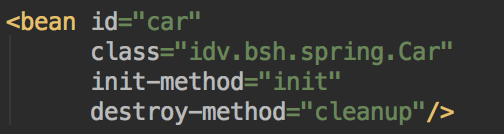 <bean id="car"
class="idv.bsh.spring.Car"
init-method="init"
destroy-method="cleanup"/>